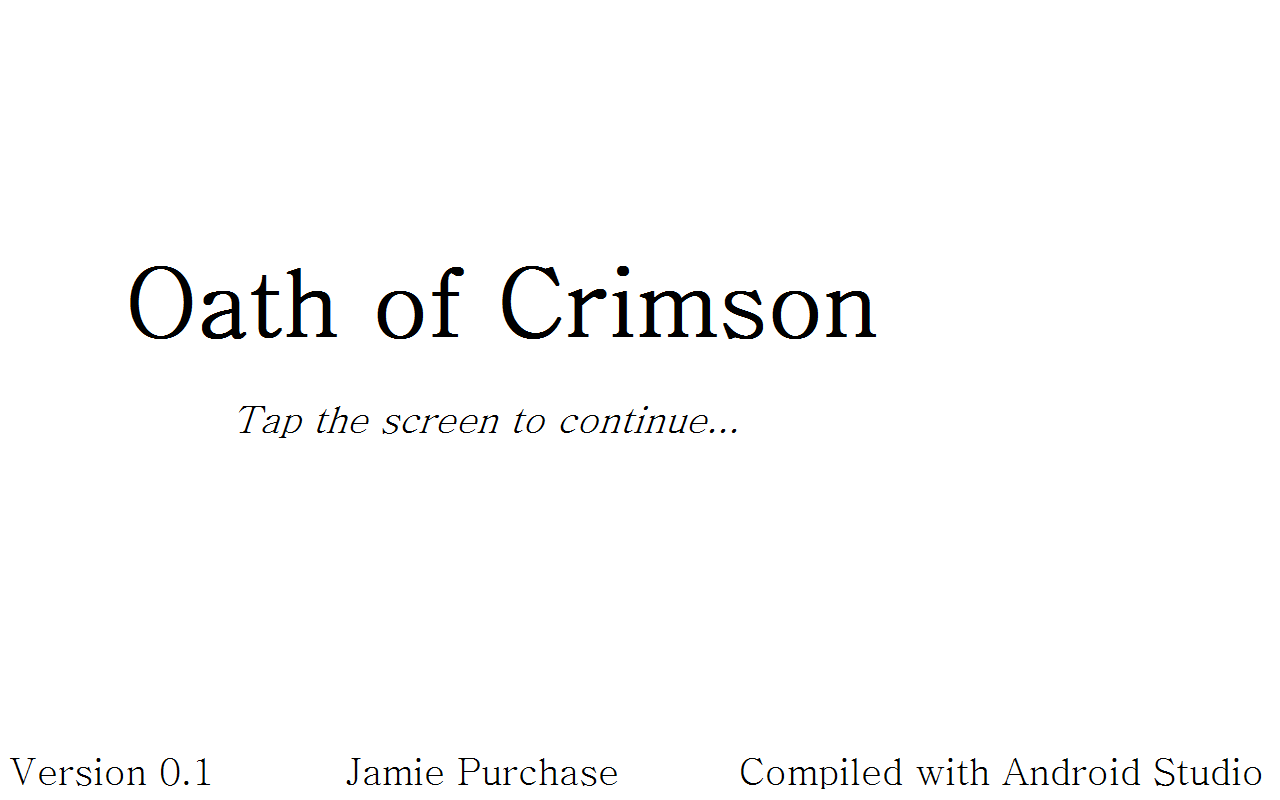 Oath of Crimson
Tap the screen to continue...
Version 0.1 Jamie Purchase Compiled with Android Studio